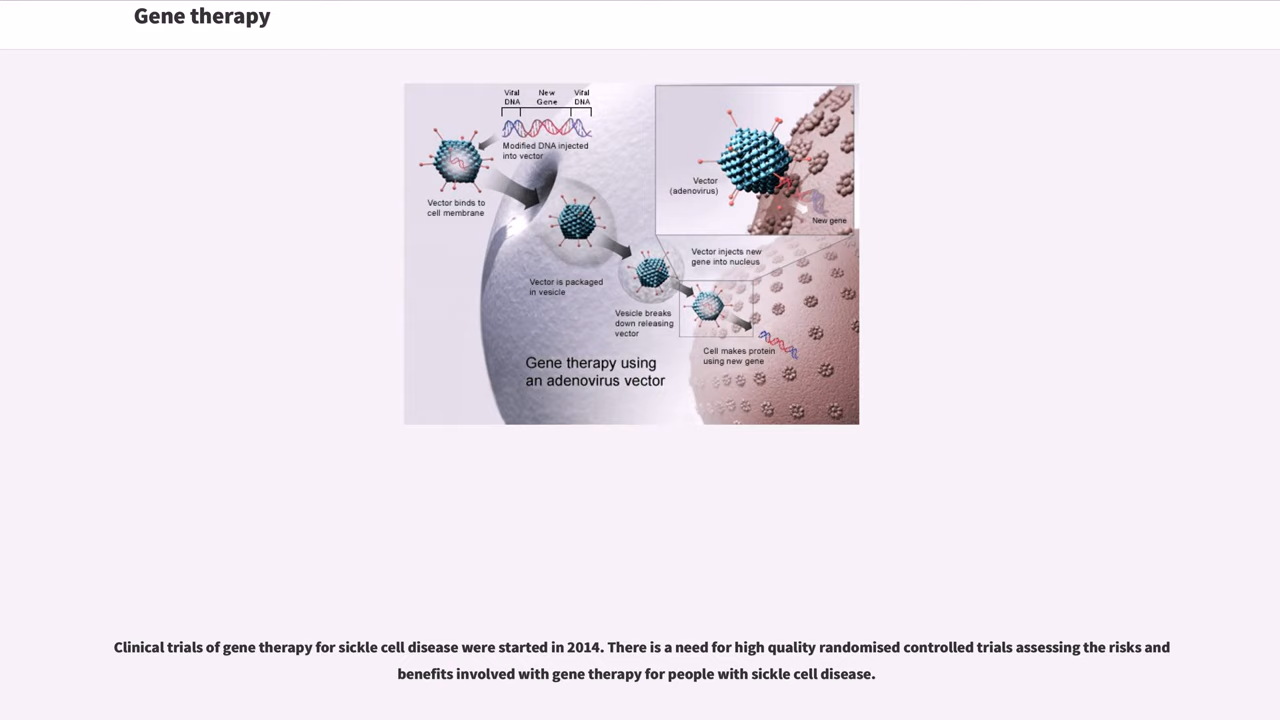 Gene therapy
Viral New Viral
DNA Gene DNA
Modified DNA injected
into vector
Vector binds to
cell membrane
Vector
(adenovirus)
New gene
Vector injects new
gene into nucleus
Vector is packaged
in vesicle
Vesicle breaks
down releasing
vector
Cell makes protein
using new gene
Gene therapy using
an adenovirus vector
Clinical trials of gene therapy for sickle cell disease were started in 2014. There is a need for high quality randomised controlled trials assessing the risks and
benefits involved with gene therapy for people with sickle cell disease.